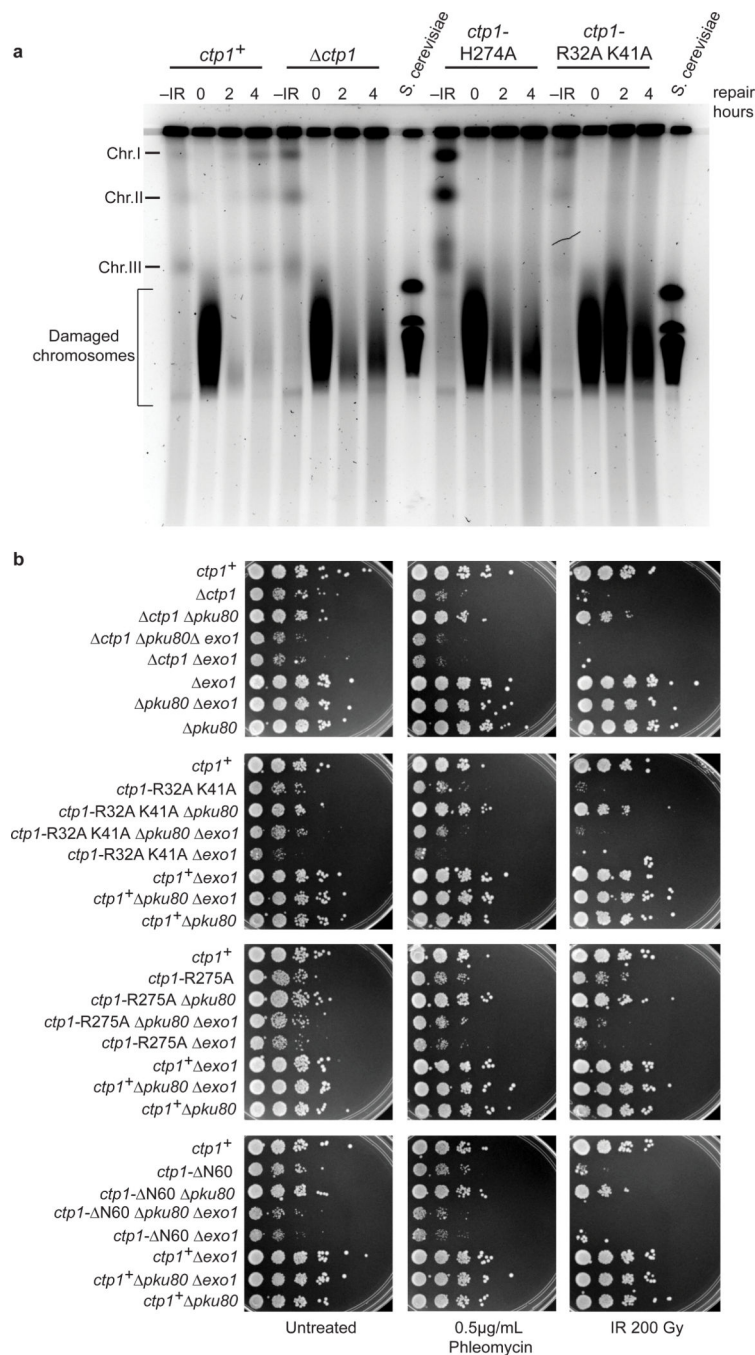 a
ctp1+ Δctp1 S. cerevisiae ctp1-H274A ctp1-R32A K41A S. cerevisiae
–IR 0 2 4 –IR 0 2 4 –IR 0 2 4 –IR 0 2 4 repair hours
Chr.I
Chr.II
Chr.III
Damaged
chromosomes
b
ctp1+
Δctp1
Δctp1 Δpku80
Δctp1 Δpku80Δ exo1
Δctp1 Δexo1
Δexo1
Δpku80 Δexo1
Δpku80
ctp1+
ctp1-R32A K41A
ctp1-R32A K41A Δpku80
ctp1-R32A K41A Δpku80 Δexo1
ctp1-R32A K41A Δexo1
ctp1+Δexo1
ctp1+Δpku80 Δexo1
ctp1+Δpku80
ctp1+
ctp1-R275A
ctp1-R275A Δpku80
ctp1-R275A Δpku80 Δexo1
ctp1-R275A Δexo1
ctp1+Δexo1
ctp1+Δpku80 Δexo1
ctp1+Δpku80
ctp1+
ctp1-ΔN60
ctp1-ΔN60 Δpku80
ctp1-ΔN60 Δpku80 Δexo1
ctp1-ΔN60 Δexo1
ctp1+Δexo1
ctp1+Δpku80 Δexo1
ctp1+Δpku80
Untreated 0.5µg/mL IR 200 Gy
Phleomycin